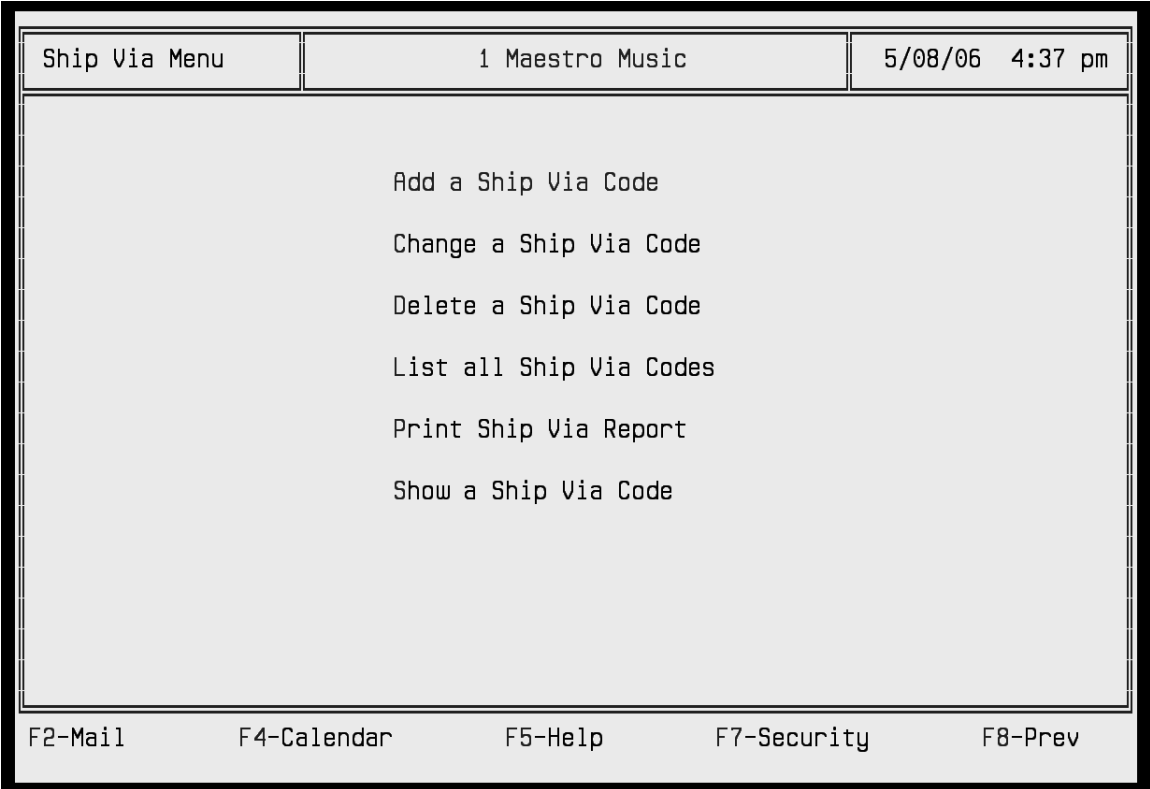 Ship Via Menu 1 Maestro Music 5/08/06 4:37 pm
Add a Ship Via Code
Change a Ship Via Code
Delete a Ship Via Code
List all Ship Via Codes
Print Ship Via Report
Show a Ship Via Code
F2-Mail F4-Calendar F5-Help F7-Security F8-Prev